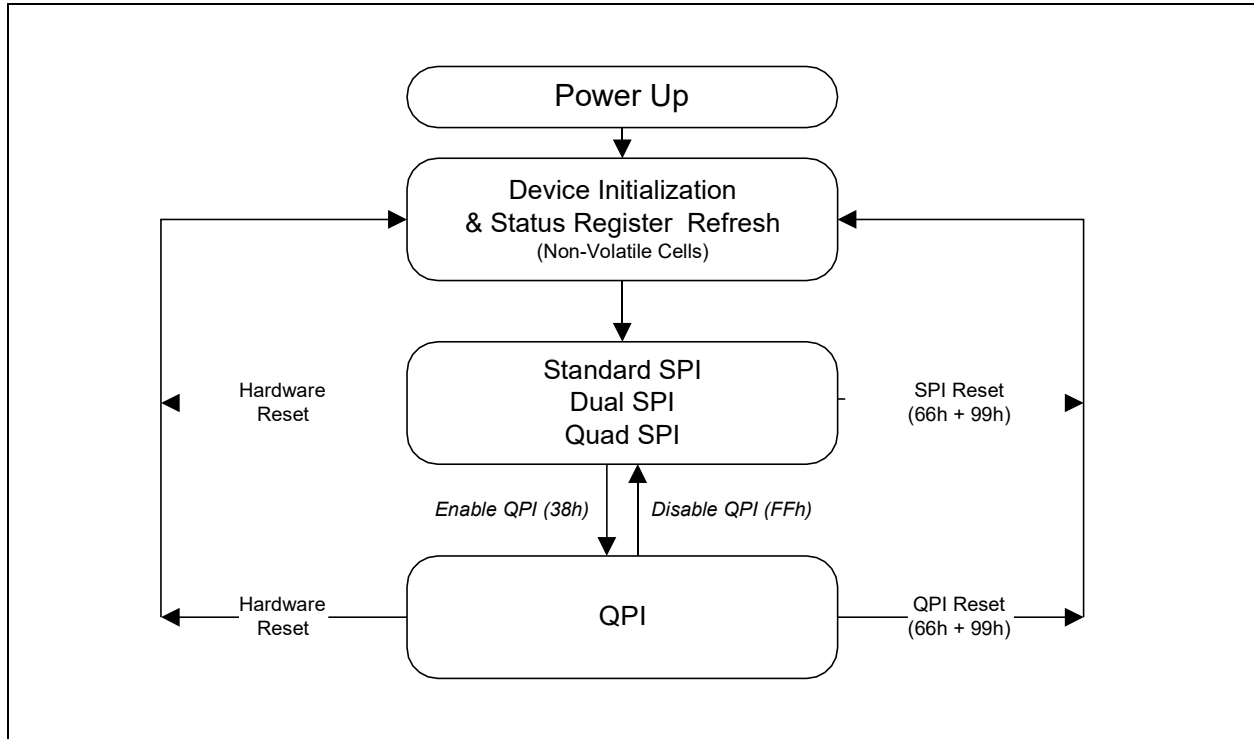 Power Up
Device Initialization
& Status Register Refresh
(Non-Volatile Cells)
Standard SPI
Dual SPI
Quad SPI
Hardware
Reset
SPI Reset
(66h + 99h)
Enable QPI (38h)
Disable QPI (FFh)
Hardware
Reset
QPI
QPI Reset
(66h + 99h)